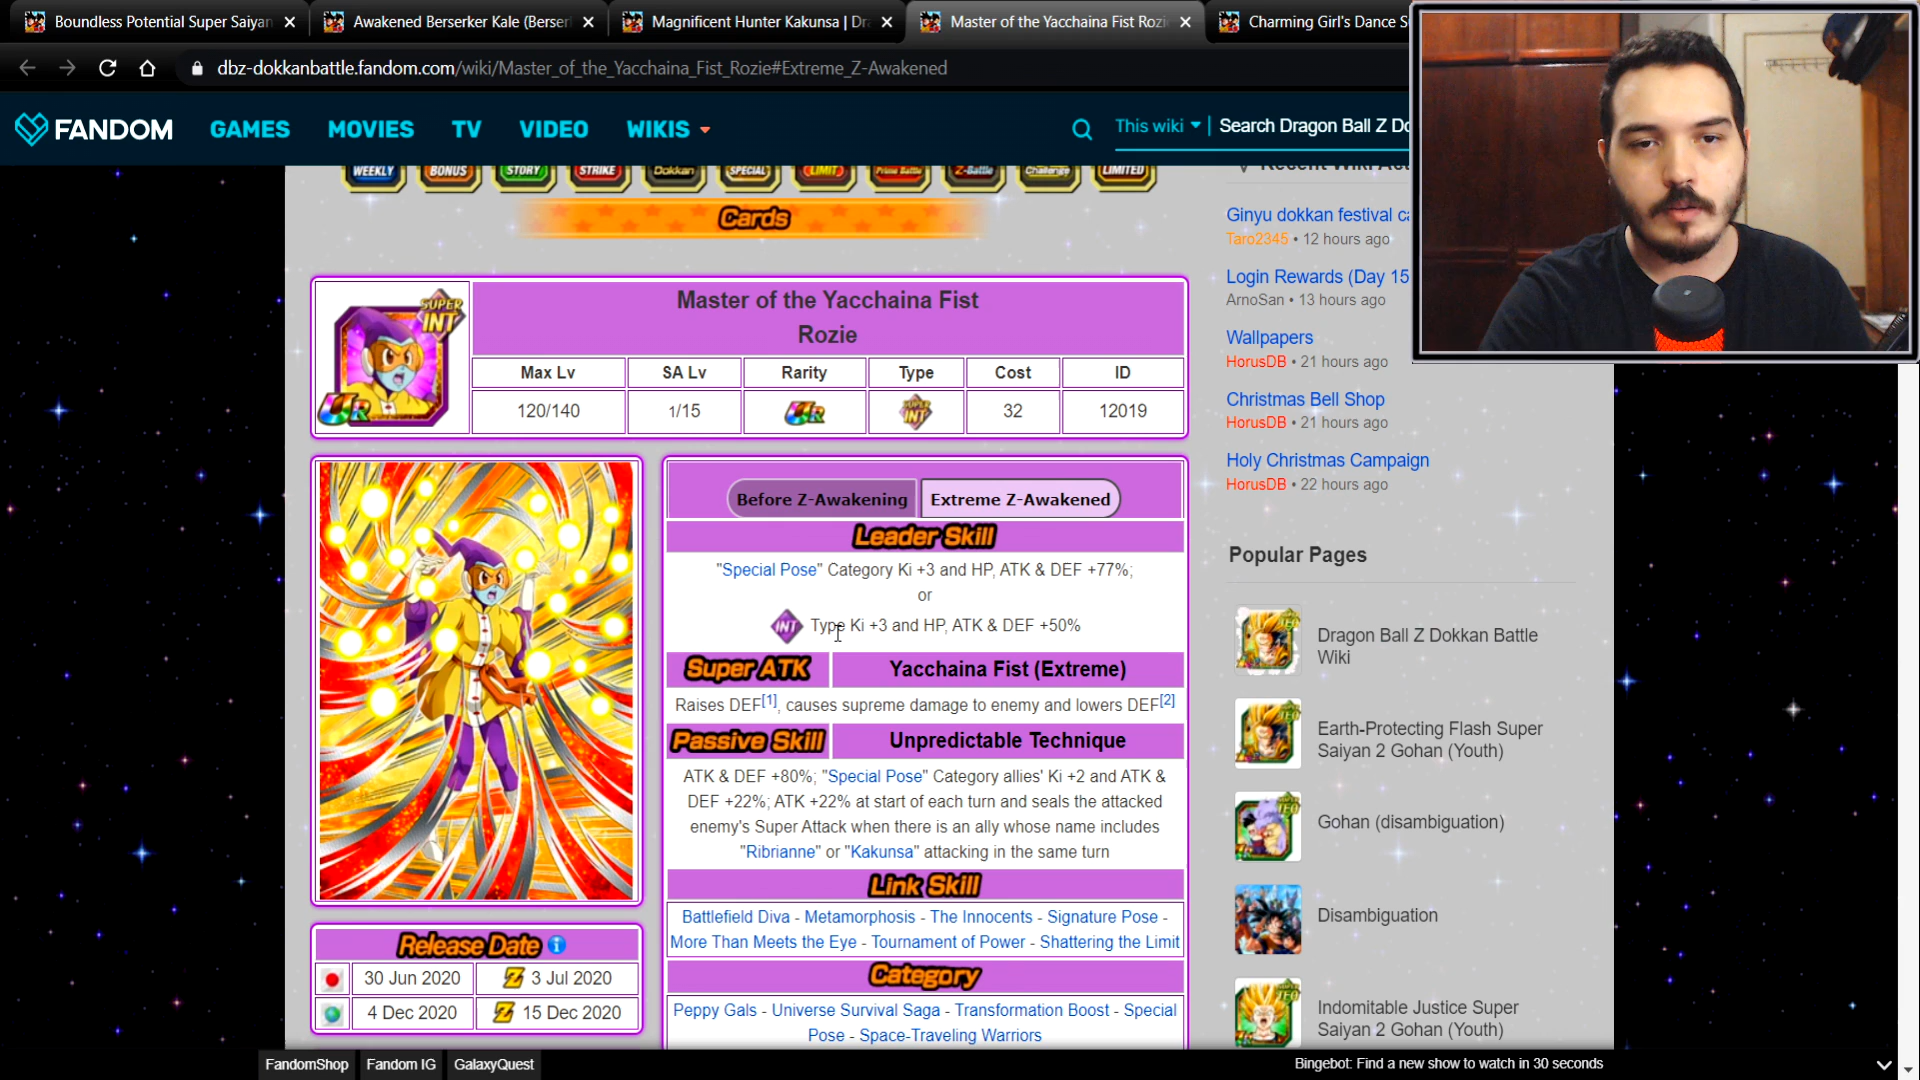 Boundless Potential Super Saiyan
Awakened Berserker Kale (Berser
Magnificent Hunter Kakunsa | Dr
Master of the Yacchaina Fist Rozie
Charming Girl's Dance S
dbz-dokkanbattle.fandom.com/wiki/Master_of_the_Yacchaina_Fist_Rozie#Extreme_Z-Awakened
FANDOM
GAMES
MOVIES
TV
VIDEO
WIKIS
This wiki
Search Dragon Ball Z Do
WEEKLY
BONUS
STORY
STRIKE
Dokkan
SPECIAL
LIMIT
Prime Battle
Z-Battle
Challenge
LIMITED
Cards
SUPER
INT
UR
Master of the Yacchaina Fist
Rozie
Max Lv SA Lv Rarity Type Cost ID
120/140 1/15 UR SUPER INT 32 12019
Before Z-Awakening Extreme Z-Awakened
Leader Skill
"Special Pose" Category Ki +3 and HP, ATK & DEF +77%;
or
INT Type Ki +3 and HP, ATK & DEF +50%
Super ATK Yacchaina Fist (Extreme)
Raises DEF[1], causes supreme damage to enemy and lowers DEF[2]
Passive Skill Unpredictable Technique
ATK & DEF +80%; "Special Pose" Category allies' Ki +2 and ATK &
DEF +22%; ATK +22% at start of each turn and seals the attacked
enemy's Super Attack when there is an ally whose name includes
"Ribrianne" or "Kakunsa" attacking in the same turn
Link Skill
Battlefield Diva - Metamorphosis - The Innocents - Signature Pose -
More Than Meets the Eye - Tournament of Power - Shattering the Limit
Category
Peppy Gals - Universe Survival Saga - Transformation Boost - Special
Pose - Space-Traveling Warriors
Release Date
30 Jun 2020 Z 3 Jul 2020
4 Dec 2020 Z 15 Dec 2020
Ginyu dokkan festival ca
Taro2345 • 12 hours ago
Login Rewards (Day 15
ArnoSan • 13 hours ago
Wallpapers
HorusDB • 21 hours ago
Christmas Bell Shop
HorusDB • 21 hours ago
Holy Christmas Campaign
HorusDB • 22 hours ago
Popular Pages
Dragon Ball Z Dokkan Battle
Wiki
Earth-Protecting Flash Super
Saiyan 2 Gohan (Youth)
Gohan (disambiguation)
Disambiguation
Indomitable Justice Super
Saiyan 2 Gohan (Youth)
FandomShop
Fandom IG
GalaxyQuest
Bingebot: Find a new show to watch in 30 seconds